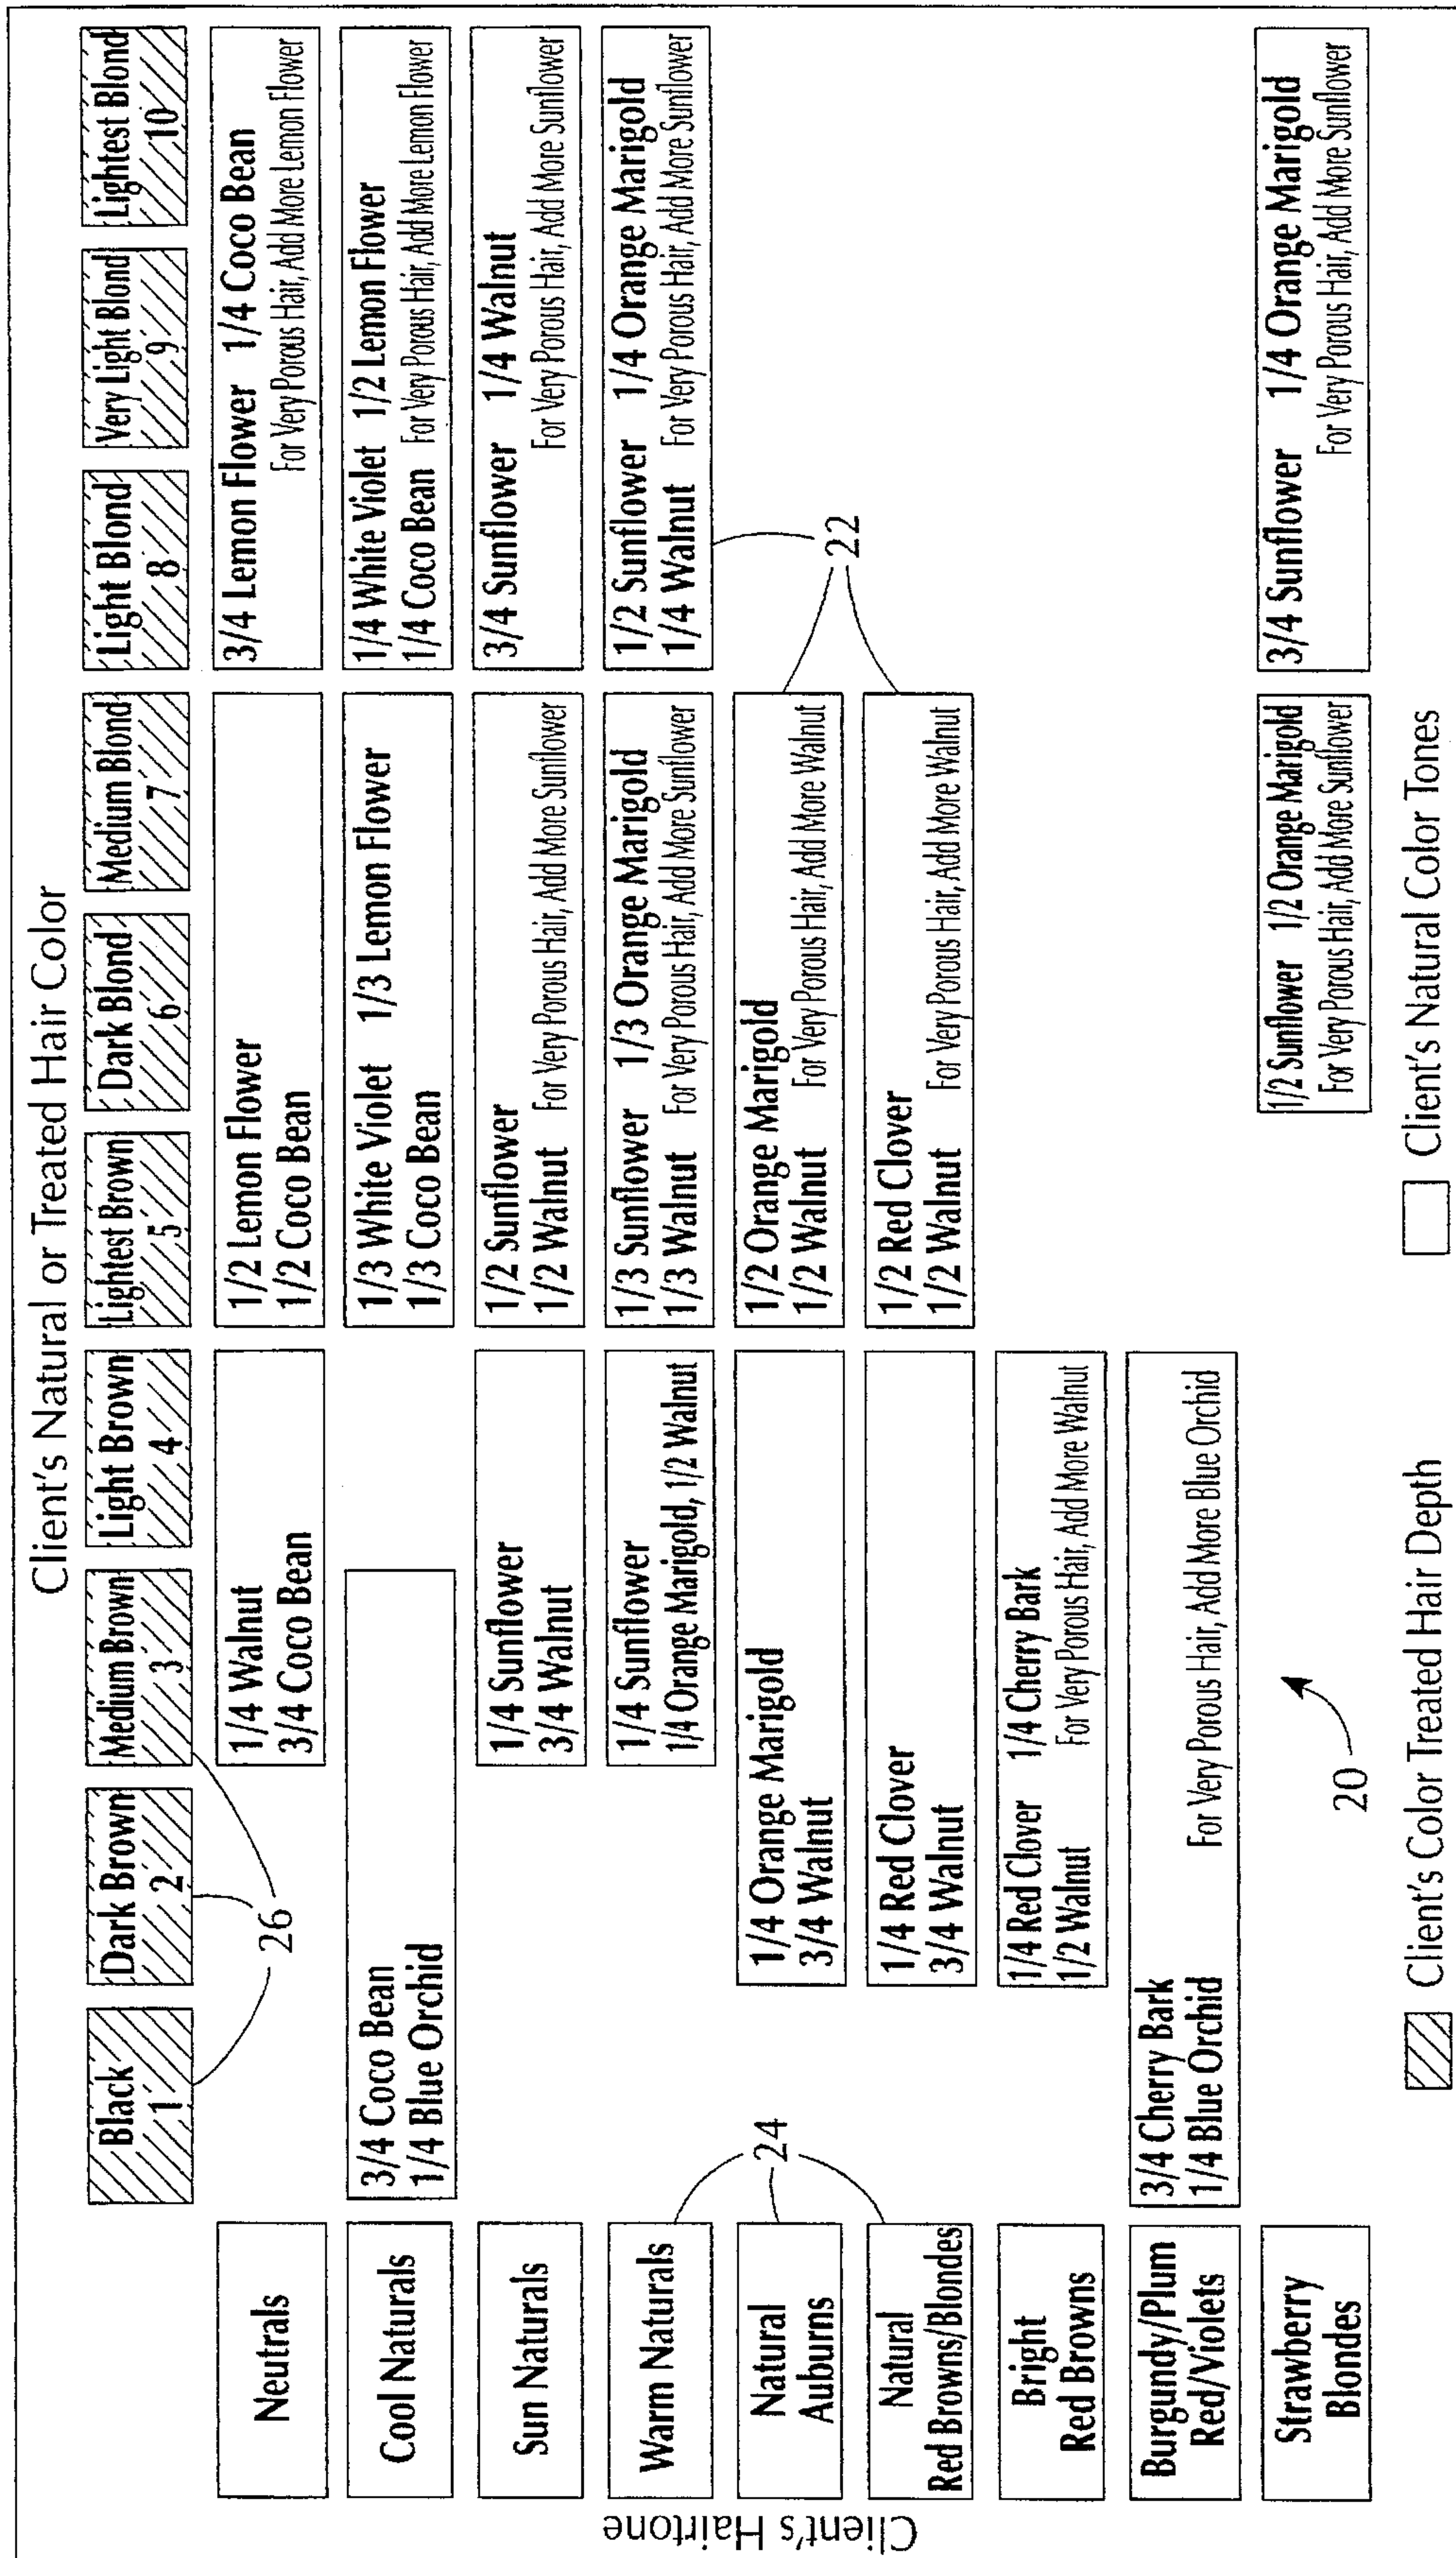 Client's Natural or Treated Hair Color
Black
1
Dark Brown
2
Medium Brown
3
Light Brown
4
Lightest Brown
5
Dark Blond
6
Medium Blond
7
Light Blond
8
Very Light Blond
9
Lightest Blond
10
26
Client's Hairtone
Neutrals
1/4 Walnut
3/4 Coco Bean
1/2 Lemon Flower
1/2 Coco Bean
3/4 Lemon Flower 1/4 Coco Bean
For Very Porous Hair, Add More Lemon Flower
Cool Naturals
3/4 Coco Bean
1/4 Blue Orchid
1/3 White Violet 1/3 Lemon Flower
1/3 Coco Bean
1/4 White Violet 1/2 Lemon Flower
1/4 Coco Bean For Very Porous Hair, Add More Lemon Flower
Sun Naturals
1/4 Sunflower
3/4 Walnut
1/2 Sunflower
1/2 Walnut For Very Porous Hair, Add More Sunflower
3/4 Sunflower 1/4 Walnut
For Very Porous Hair, Add More Sunflower
Warm Naturals
1/4 Sunflower
1/4 Orange Marigold, 1/2 Walnut
1/3 Sunflower 1/3 Orange Marigold
1/3 Walnut For Very Porous Hair, Add More Sunflower
1/2 Sunflower 1/4 Orange Marigold
1/4 Walnut For Very Porous Hair, Add More Sunflower
24
22
Natural
Auburns
1/4 Orange Marigold
3/4 Walnut
1/2 Orange Marigold
1/2 Walnut For Very Porous Hair, Add More Walnut
Natural
Red Browns/Blondes
1/4 Red Clover
3/4 Walnut
1/2 Red Clover
1/2 Walnut For Very Porous Hair, Add More Walnut
Bright
Red Browns
1/4 Red Clover 1/4 Cherry Bark
1/2 Walnut For Very Porous Hair, Add More Walnut
Burgundy/Plum
Red/Violets
3/4 Cherry Bark
1/4 Blue Orchid For Very Porous Hair, Add More Blue Orchid
Strawberry
Blondes
1/2 Sunflower 1/2 Orange Marigold
For Very Porous Hair, Add More Sunflower
3/4 Sunflower 1/4 Orange Marigold
For Very Porous Hair, Add More Sunflower
20
Client's Color Treated Hair Depth
Client's Natural Color Tones